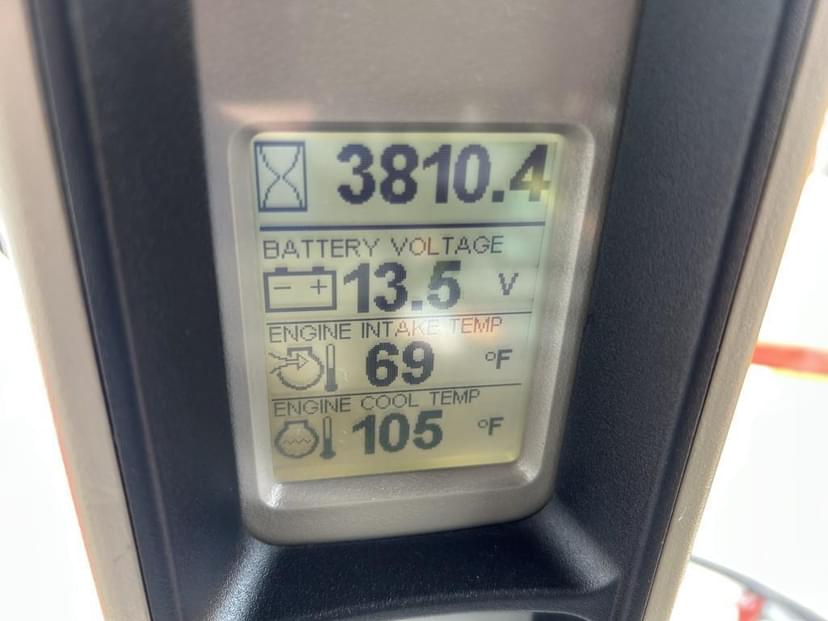 3810.4
BATTERY VOLTAGE
- + 13.5 V
ENGINE INTAKE TEMP
69 °F
ENGINE COOL TEMP
105 °F